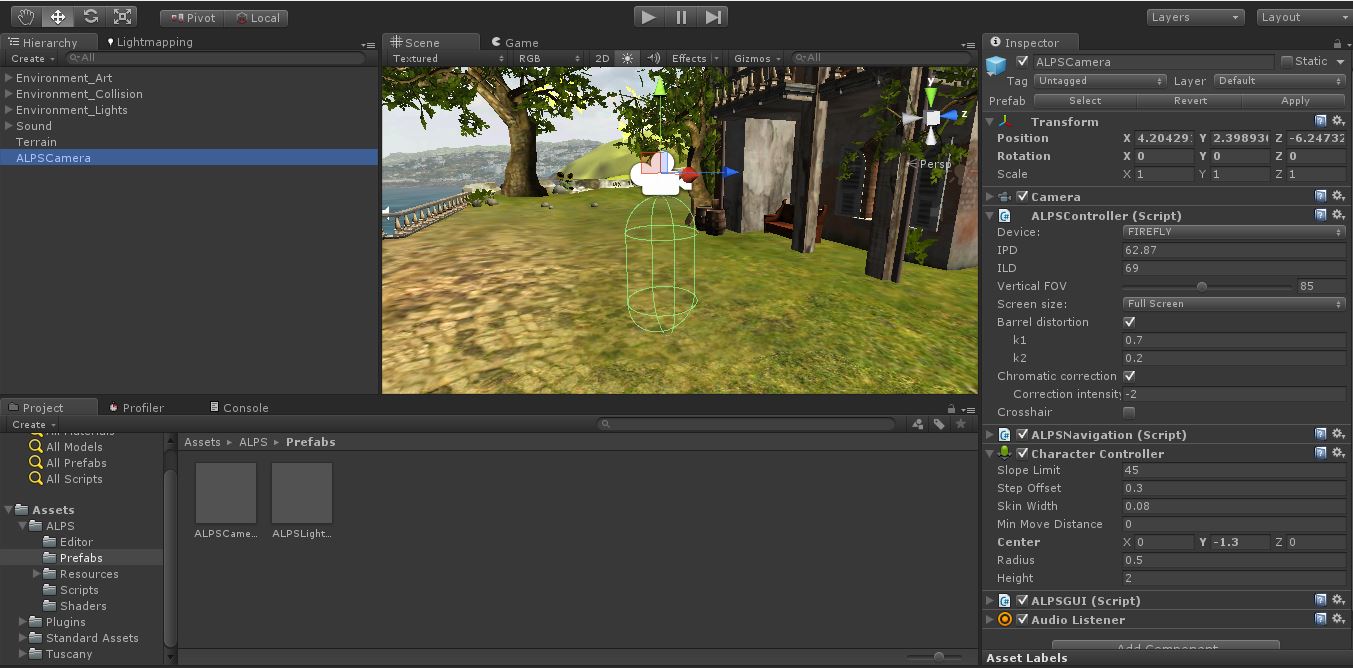 Pivot Local Layers Layout
Hierarchy Lightmapping
Create All
Environment_Art
Environment_Collision
Environment_Lights
Sound
Terrain
ALPSCamera
Scene Game
Textured RGB 2D Effects Gizmos All
y
z
Persp
Inspector
ALPSCamera Static
Tag Untagged Layer Default
Prefab Select Revert Apply
Transform
Position X 4.20429 Y 2.39893 Z -6.24732
Rotation X 0 Y 0 Z 0
Scale X 1 Y 1 Z 1
Camera
ALPSController (Script)
Device: FIREFLY
IPD 62.87
ILD 69
Vertical FOV 85
Screen size: Full Screen
Barrel distortion
k1 0.7
k2 0.2
Chromatic correction
Correction intensity -2
Crosshair
ALPSNavigation (Script)
Character Controller
Slope Limit 45
Step Offset 0.3
Skin Width 0.08
Min Move Distance 0
Center X 0 Y -1.3 Z 0
Radius 0.5
Height 2
ALPSGUI (Script)
Audio Listener
Add Component
Asset Labels
Project Profiler Console
Create
All Materials
All Models
All Prefabs
All Scripts
Assets
ALPS
Editor
Prefabs
Resources
Scripts
Shaders
Plugins
Standard Assets
Tuscany
Assets ALPS Prefabs
ALPSCame... ALPSLight...